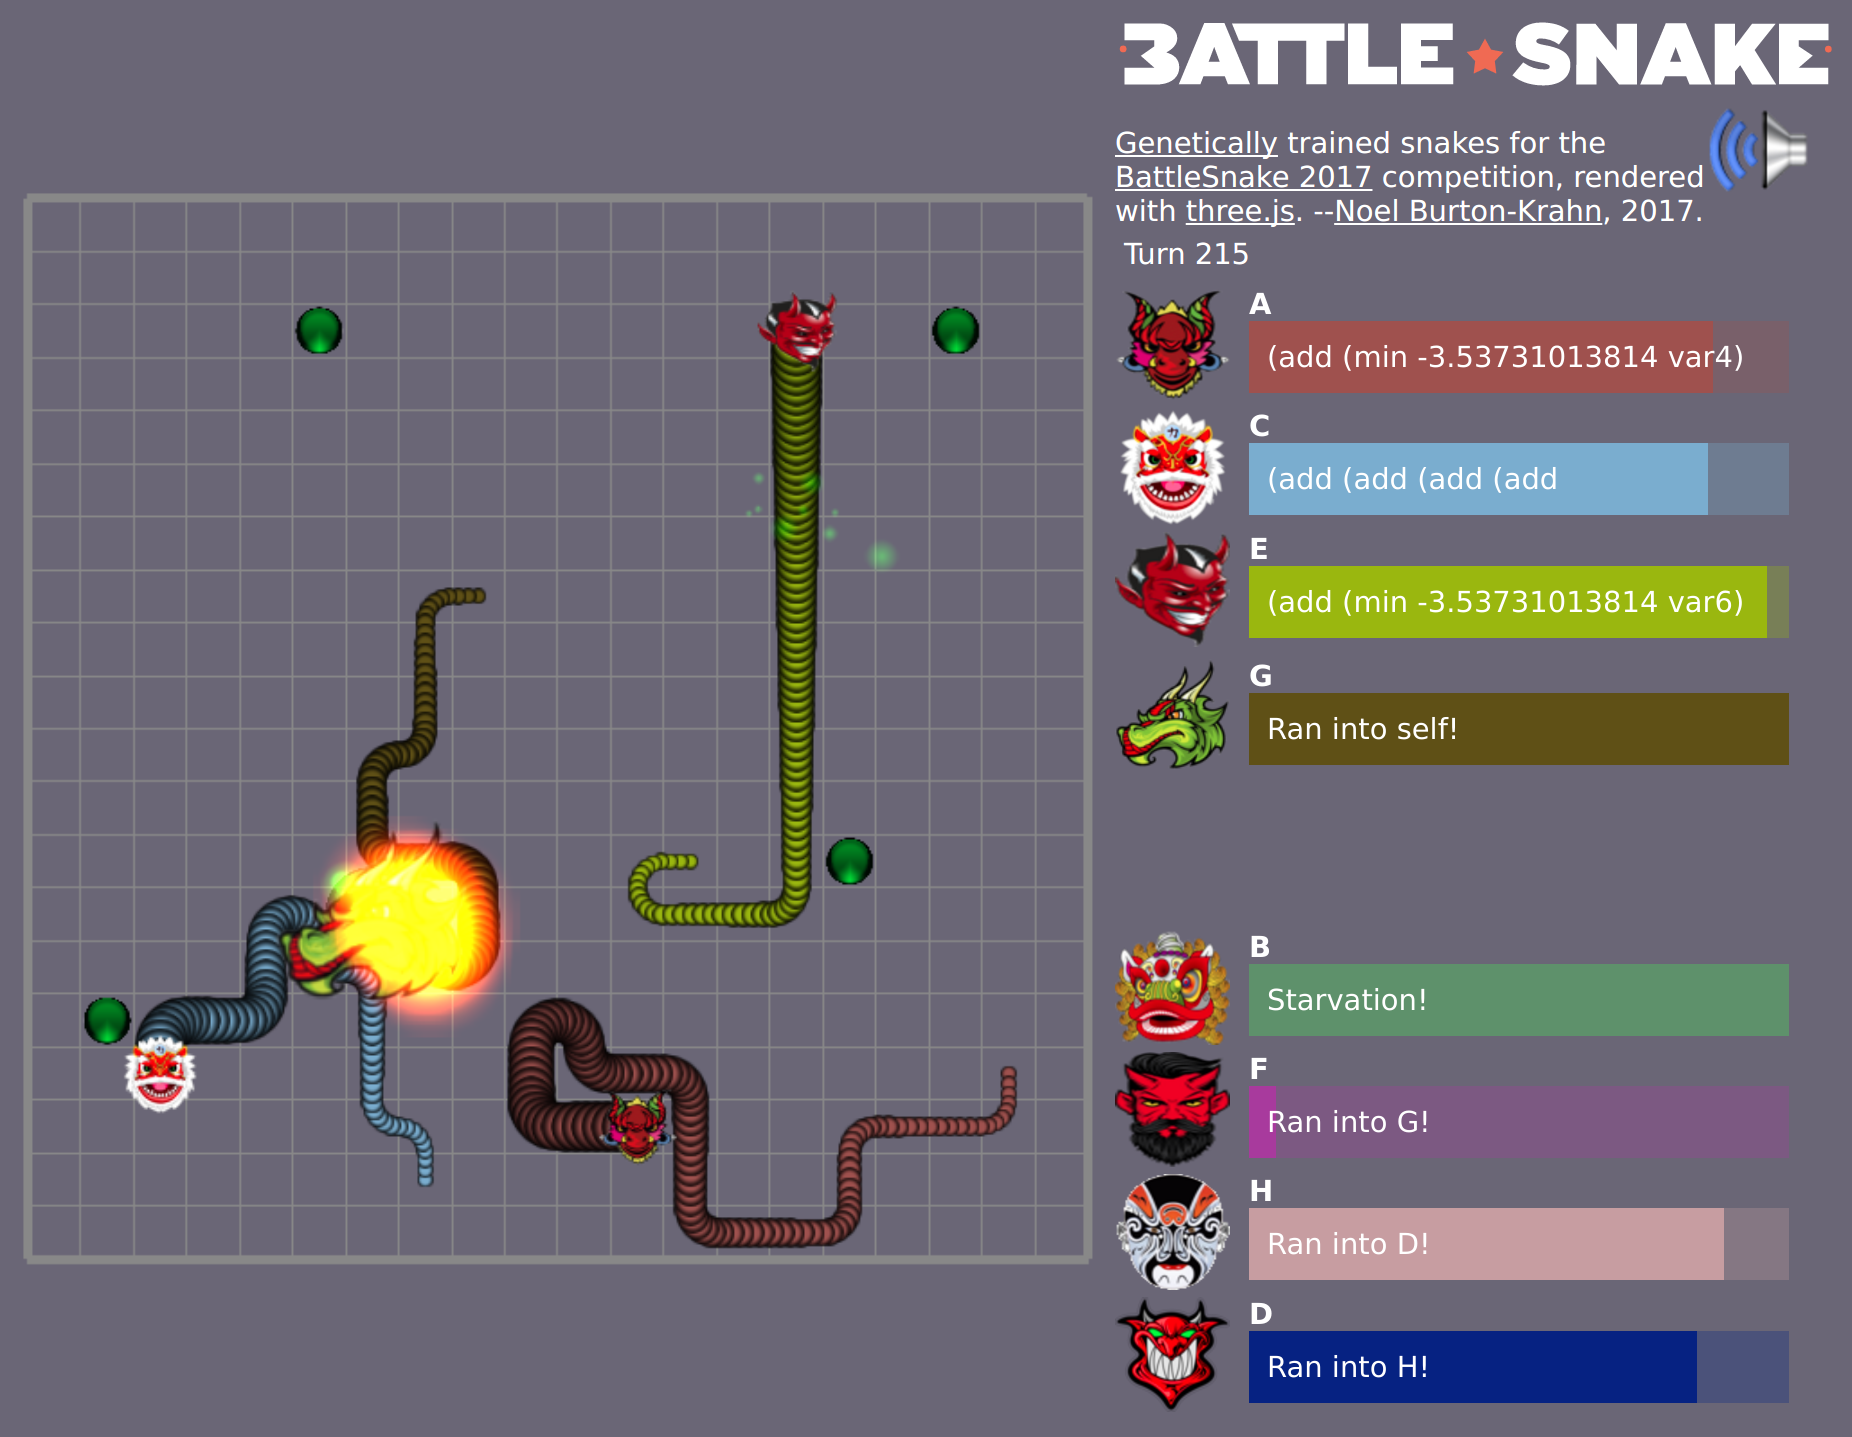 BATTLE SNAKE
Genetically trained snakes for the
BattleSnake 2017 competition, rendered
with three.js. --Noel Burton-Krahn, 2017.
Turn 215
A
(add (min -3.53731013814 var4)
C
(add (add (add (add
E
(add (min -3.53731013814 var6)
G
Ran into self!
B
Starvation!
F
Ran into G!
H
Ran into D!
D
Ran into H!